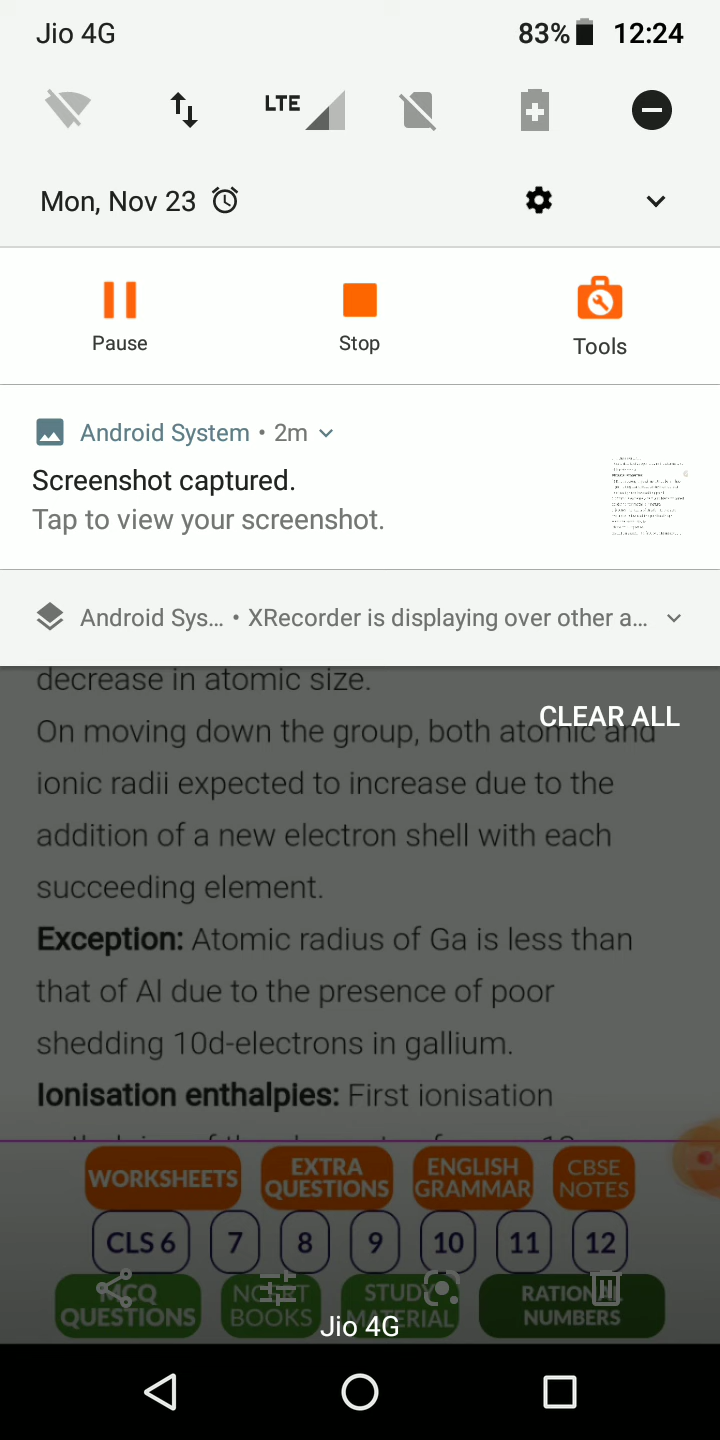 Jio 4G 83% 12:24
LTE
Mon, Nov 23
Pause Stop Tools
Android System • 2m
Screenshot captured.
Tap to view your screenshot.
Android Sys... • XRecorder is displaying over other a...
decrease in atomic size.
CLEAR ALL
On moving down the group, both atomic and
ionic radii expected to increase due to the
addition of a new electron shell with each
succeeding element.
Exception: Atomic radius of Ga is less than
that of Al due to the presence of poor
shedding 10d-electrons in gallium.
Ionisation enthalpies: First ionisation
WORKSHEETS EXTRA QUESTIONS ENGLISH GRAMMAR CBSE NOTES
CLS 6 7 8 9 10 11 12
MCQ QUESTIONS NCERT BOOKS STUDY MATERIAL RATIONAL NUMBERS
Jio 4G